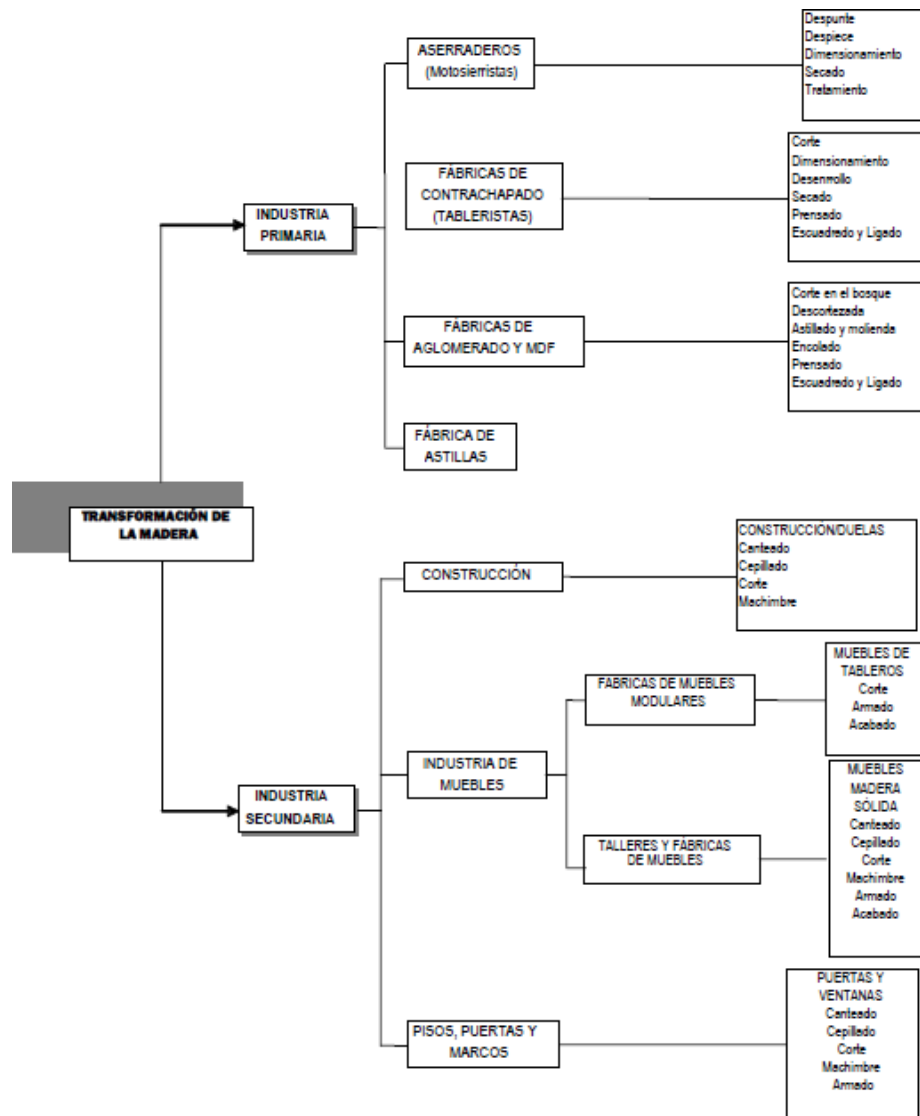 TRANSFORMACIÓN DE
LA MADERA
INDUSTRIA
PRIMARIA
ASERRADEROS
(Motosierristas)
Despunte
Despiece
Dimensionamiento
Secado
Tratamiento
FÁBRICAS DE
CONTRACHAPADO
(TABLERISTAS)
Corte
Dimensionamiento
Desenrrollo
Secado
Prensado
Escuadrado y Ligado
FÁBRICAS DE
AGLOMERADO Y MDF
Corte en el bosque
Descortezada
Astillado y molienda
Encolado
Prensado
Escuadrado y Ligado
FÁBRICA DE
ASTILLAS
INDUSTRIA
SECUNDARIA
CONSTRUCCIÓN
CONSTRUCCIÓN/DUELAS
Canteado
Cepillado
Corte
Machimbre
INDUSTRIA DE
MUEBLES
FÁBRICAS DE MUEBLES
MODULARES
MUEBLES DE
TABLEROS
Corte
Armado
Acabado
TALLERES Y FÁBRICAS
DE MUEBLES
MUEBLES
MADERA
SÓLIDA
Canteado
Cepillado
Corte
Machimbre
Armado
Acabado
PISOS, PUERTAS Y
MARCOS
PUERTAS Y
VENTANAS
Canteado
Cepillado
Corte
Machimbre
Armado